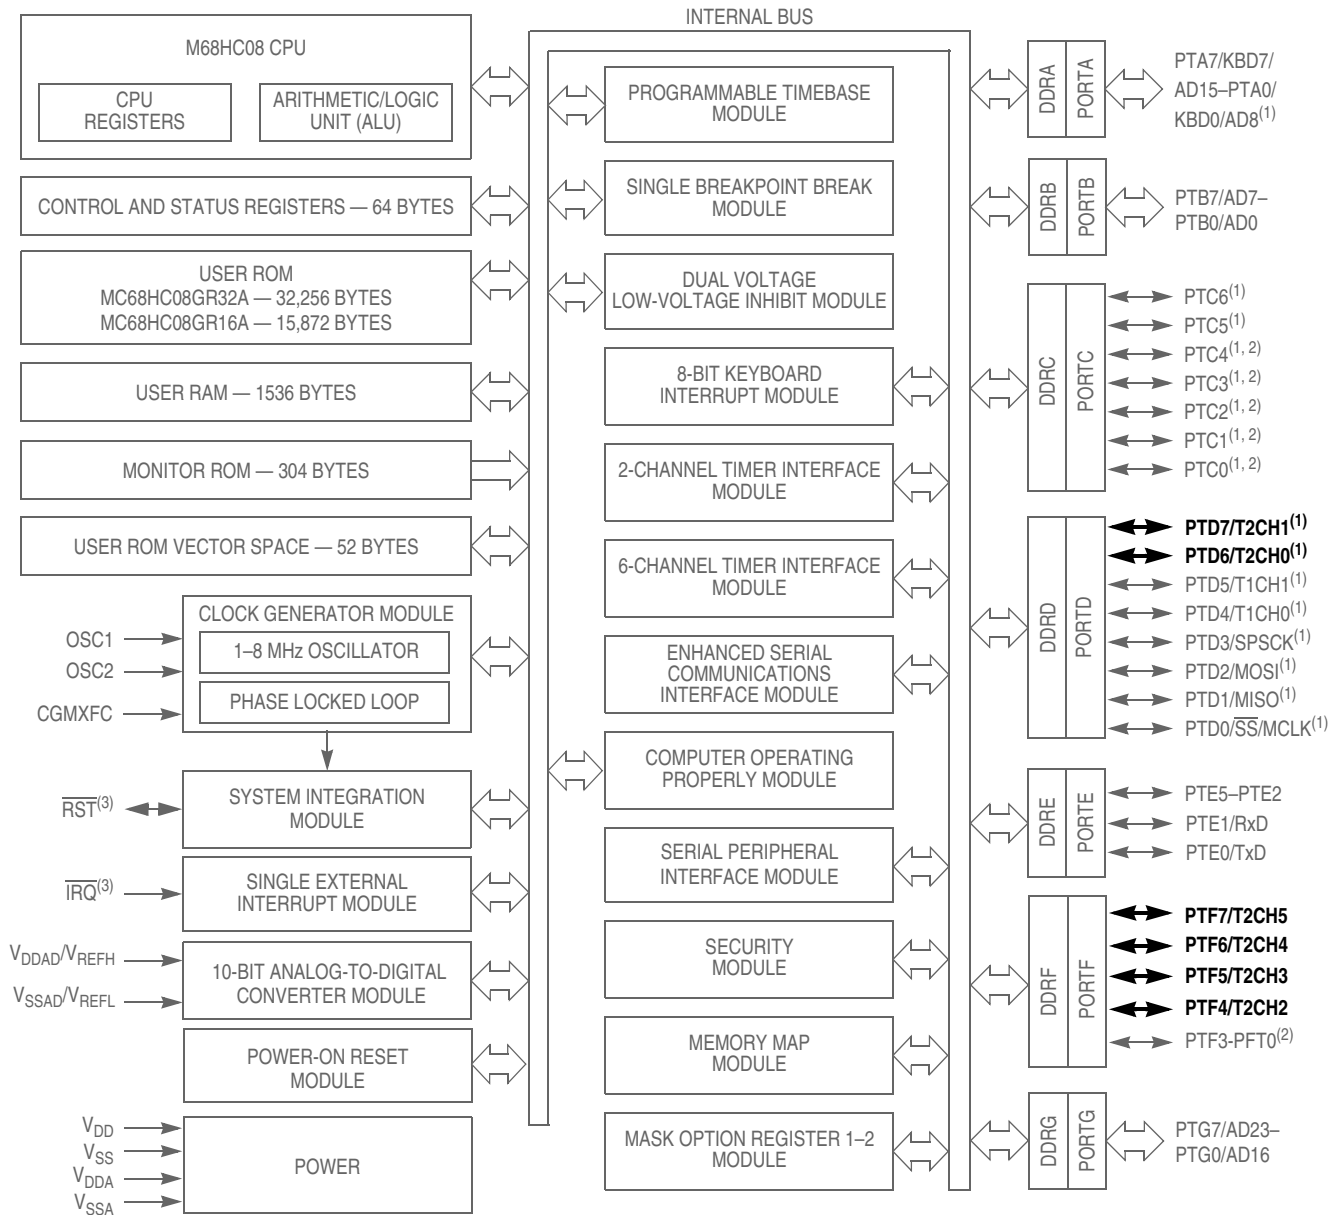 INTERNAL BUS
M68HC08 CPU
CPU
REGISTERS
ARITHMETIC/LOGIC
UNIT (ALU)
CONTROL AND STATUS REGISTERS — 64 BYTES
USER ROM
MC68HC08GR32A — 32,256 BYTES
MC68HC08GR16A — 15,872 BYTES
USER RAM — 1536 BYTES
MONITOR ROM — 304 BYTES
USER ROM VECTOR SPACE — 52 BYTES
CLOCK GENERATOR MODULE
1–8 MHz OSCILLATOR
PHASE LOCKED LOOP
OSC1
OSC2
CGMXFC
SYSTEM INTEGRATION
MODULE
RST(3)
SINGLE EXTERNAL
INTERRUPT MODULE
IRQ(3)
10-BIT ANALOG-TO-DIGITAL
CONVERTER MODULE
VDDAD/VREFH
VSSAD/VREFL
POWER-ON RESET
MODULE
POWER
VDD
VSS
VDDA
VSSA
PROGRAMMABLE TIMEBASE
MODULE
SINGLE BREAKPOINT BREAK
MODULE
DUAL VOLTAGE
LOW-VOLTAGE INHIBIT MODULE
8-BIT KEYBOARD
INTERRUPT MODULE
2-CHANNEL TIMER INTERFACE
MODULE
6-CHANNEL TIMER INTERFACE
MODULE
ENHANCED SERIAL
COMMUNICATIONS
INTERFACE MODULE
COMPUTER OPERATING
PROPERLY MODULE
SERIAL PERIPHERAL
INTERFACE MODULE
SECURITY
MODULE
MEMORY MAP
MODULE
MASK OPTION REGISTER 1–2
MODULE
DDRA
PORTA
PTA7/KBD7/
AD15–PTA0/
KBD0/AD8(1)
DDRB
PORTB
PTB7/AD7–
PTB0/AD0
DDRC
PORTC
PTC6(1)
PTC5(1)
PTC4(1, 2)
PTC3(1, 2)
PTC2(1, 2)
PTC1(1, 2)
PTC0(1, 2)
DDRD
PORTD
PTD7/T2CH1(1)
PTD6/T2CH0(1)
PTD5/T1CH1(1)
PTD4/T1CH0(1)
PTD3/SPSCK(1)
PTD2/MOSI(1)
PTD1/MISO(1)
PTD0/SS/MCLK(1)
DDRE
PORTE
PTE5–PTE2
PTE1/RxD
PTE0/TxD
DDRF
PORTF
PTF7/T2CH5
PTF6/T2CH4
PTF5/T2CH3
PTF4/T2CH2
PTF3-PFT0(2)
DDRG
PORTG
PTG7/AD23–
PTG0/AD16